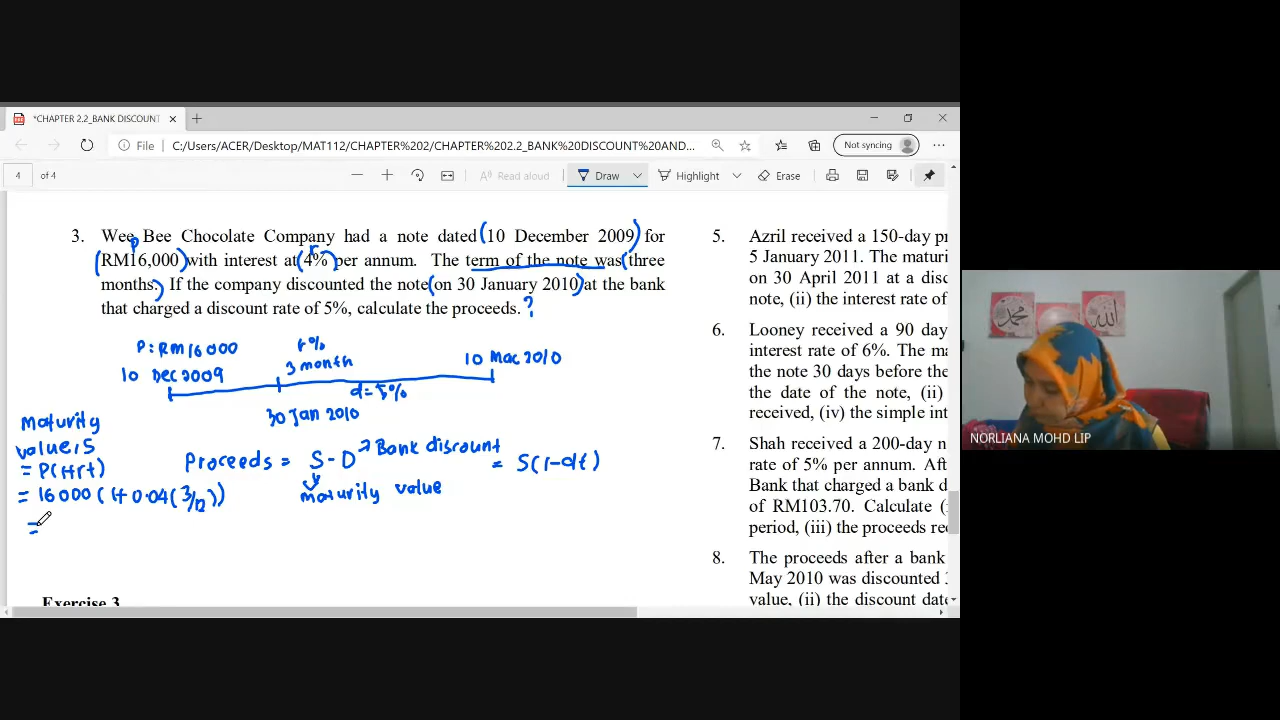 *CHAPTER 2.2_BANK DISCOUNT
File C:/Users/ACER/Desktop/MAT112/CHAPTER%202/CHAPTER%202.2_BANK%20DISCOUNT%20AND... Not syncing
4 of 4 Read aloud Draw Highlight Erase
3. Wee Bee Chocolate Company had a note dated (10 December 2009) for
P r
(RM16,000) with interest at (4%) per annum. The term of the note was (three
months.) If the company discounted the note (on 30 January 2010) at the bank
that charged a discount rate of 5%, calculate the proceeds. ?
P: RM16000 r% 10 Mac 2010
10 Dec 2009 3 month
d = 5%
30 Jan 2010
Maturity
value, S
= P(1+rt)
= 16000 (1+0.04(3/12))
=
Proceeds = S - D → Bank discount = S(1-dt)
maturity value
Exercise 3
5. Azril received a 150-day pr
5 January 2011. The maturi
on 30 April 2011 at a disc
note, (ii) the interest rate of
6. Looney received a 90 day
interest rate of 6%. The ma
the note 30 days before the
the date of the note, (ii)
received, (iv) the simple int
7. Shah received a 200-day n
rate of 5% per annum. Aft
Bank that charged a bank d
of RM103.70. Calculate (
period, (iii) the proceeds rec
8. The proceeds after a bank
May 2010 was discounted 3
value, (ii) the discount date
NORLIANA MOHD LIP
محمد
الله